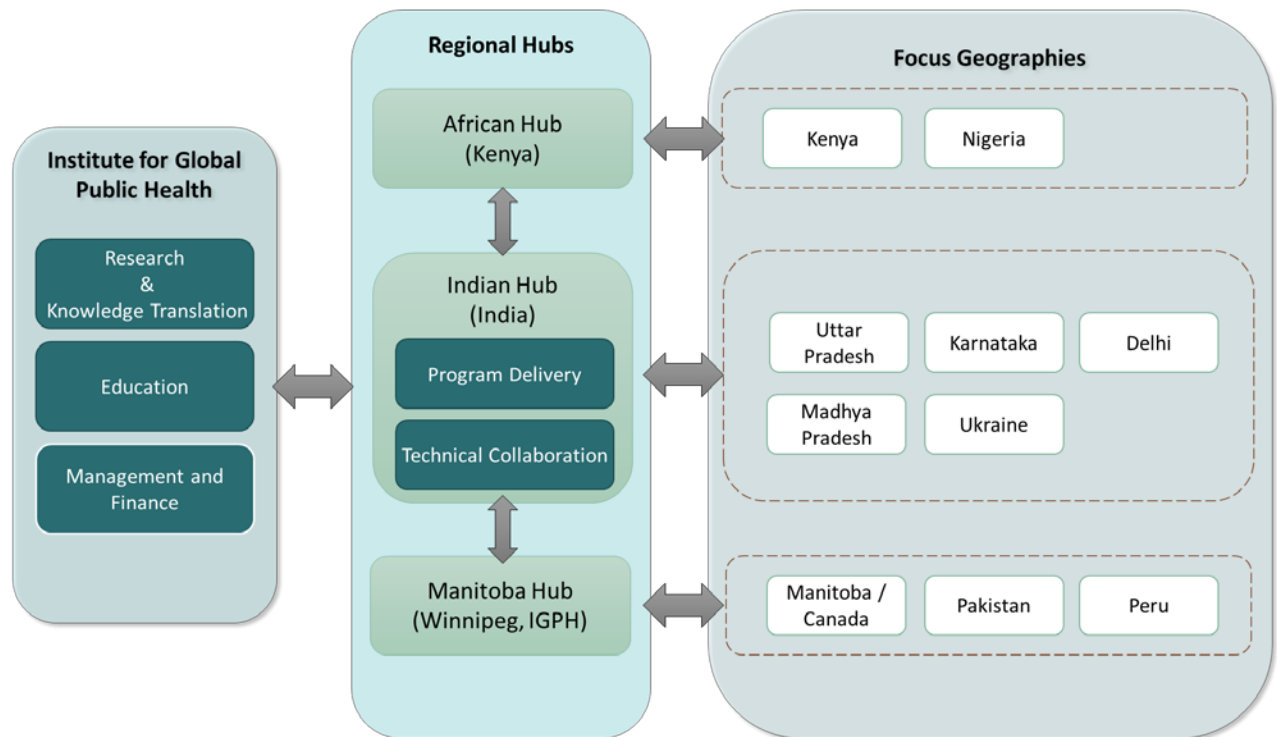 Institute for Global
Public Health
Research
&
Knowledge Translation
Education
Management and
Finance
Regional Hubs
African Hub
(Kenya)
Indian Hub
(India)
Program Delivery
Technical Collaboration
Manitoba Hub
(Winnipeg, IGPH)
Focus Geographies
Kenya
Nigeria
Uttar
Pradesh
Karnataka
Delhi
Madhya
Pradesh
Ukraine
Manitoba /
Canada
Pakistan
Peru